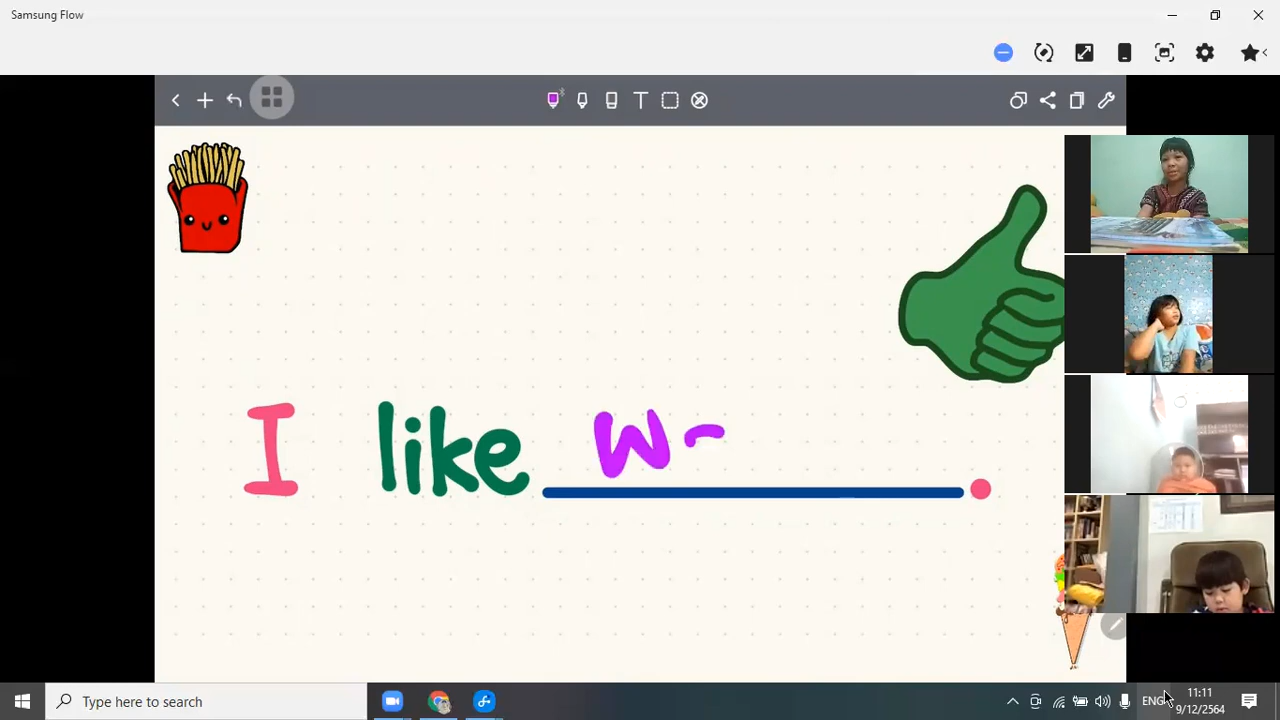 Samsung Flow
I like w
Type here to search
ENG
11:11
9/12/2564